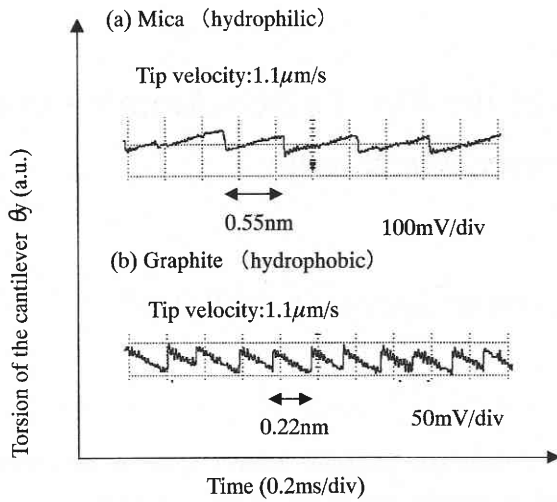 (a) Mica （hydrophilic）
Tip velocity:1.1μm/s
0.55nm
100mV/div
(b) Graphite （hydrophobic）
Tip velocity:1.1μm/s
0.22nm
50mV/div
Torsion of the cantilever θy (a.u.)
Time (0.2ms/div)